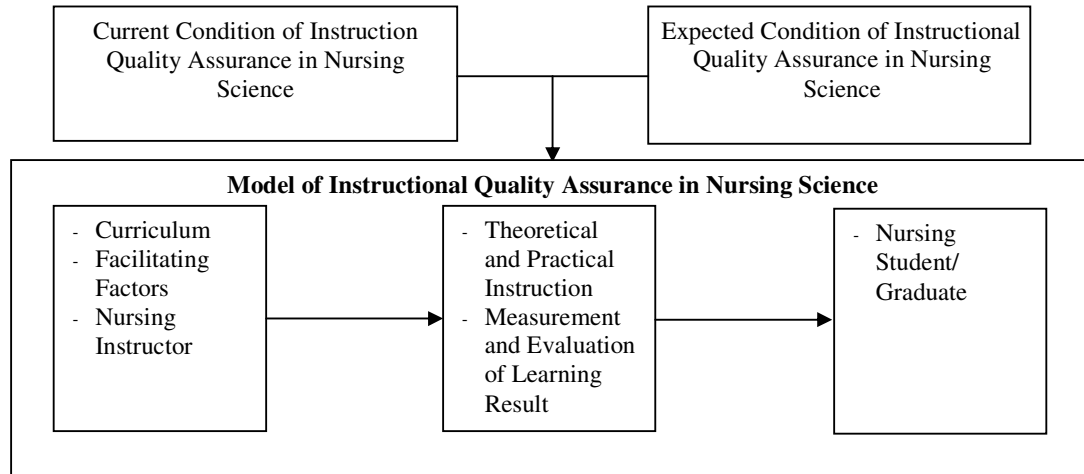 Current Condition of Instruction
Quality Assurance in Nursing
Science
Expected Condition of Instructional
Quality Assurance in Nursing
Science
Model of Instructional Quality Assurance in Nursing Science
- Curriculum
- Facilitating
Factors
- Nursing
Instructor
- Theoretical
and Practical
Instruction
- Measurement
and Evaluation
of Learning
Result
- Nursing
Student/
Graduate